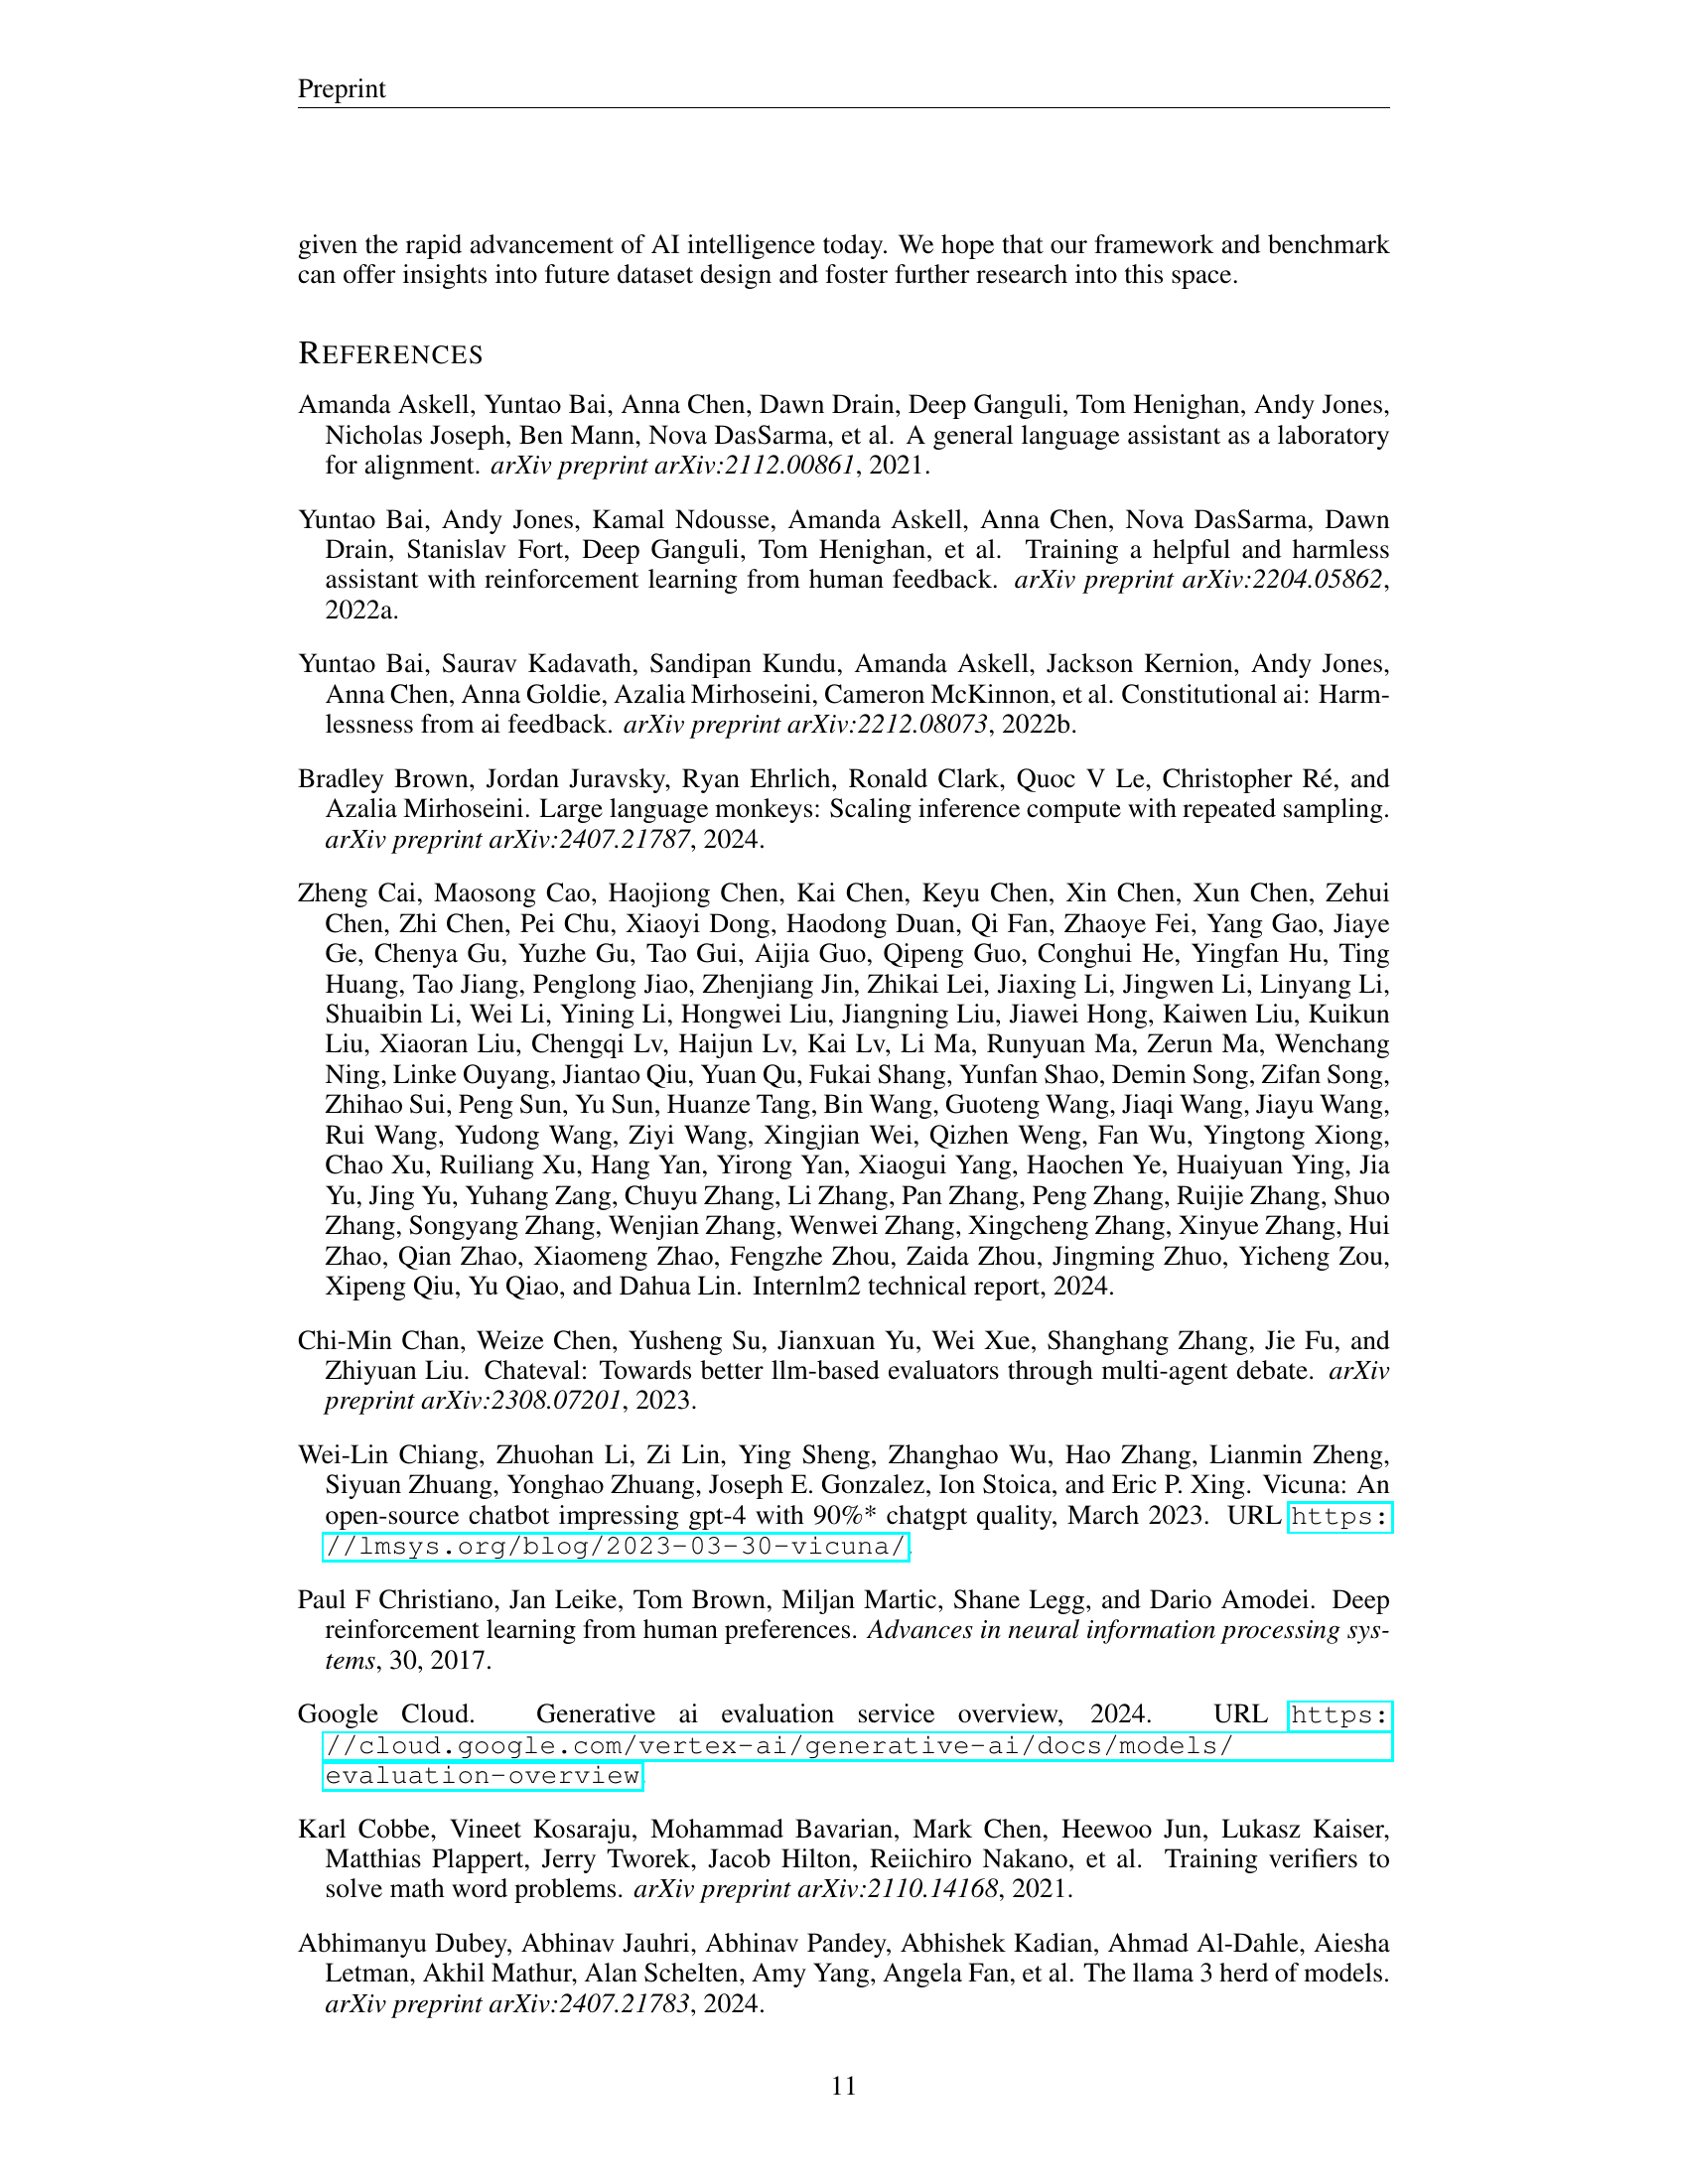 Preprint
given the rapid advancement of AI intelligence today. We hope that our framework and benchmark
can offer insights into future dataset design and foster further research into this space.
REFERENCES
Amanda Askell, Yuntao Bai, Anna Chen, Dawn Drain, Deep Ganguli, Tom Henighan, Andy Jones,
Nicholas Joseph, Ben Mann, Nova DasSarma, et al. A general language assistant as a laboratory
for alignment. arXiv preprint arXiv:2112.00861, 2021.
Yuntao Bai, Andy Jones, Kamal Ndousse, Amanda Askell, Anna Chen, Nova DasSarma, Dawn
Drain, Stanislav Fort, Deep Ganguli, Tom Henighan, et al. Training a helpful and harmless
assistant with reinforcement learning from human feedback. arXiv preprint arXiv:2204.05862,
2022a.
Yuntao Bai, Saurav Kadavath, Sandipan Kundu, Amanda Askell, Jackson Kernion, Andy Jones,
Anna Chen, Anna Goldie, Azalia Mirhoseini, Cameron McKinnon, et al. Constitutional ai: Harm-
lessness from ai feedback. arXiv preprint arXiv:2212.08073, 2022b.
Bradley Brown, Jordan Juravsky, Ryan Ehrlich, Ronald Clark, Quoc V Le, Christopher Ré, and
Azalia Mirhoseini. Large language monkeys: Scaling inference compute with repeated sampling.
arXiv preprint arXiv:2407.21787, 2024.
Zheng Cai, Maosong Cao, Haojiong Chen, Kai Chen, Keyu Chen, Xin Chen, Xun Chen, Zehui
Chen, Zhi Chen, Pei Chu, Xiaoyi Dong, Haodong Duan, Qi Fan, Zhaoye Fei, Yang Gao, Jiaye
Ge, Chenya Gu, Yuzhe Gu, Tao Gui, Aijia Guo, Qipeng Guo, Conghui He, Yingfan Hu, Ting
Huang, Tao Jiang, Penglong Jiao, Zhenjiang Jin, Zhikai Lei, Jiaxing Li, Jingwen Li, Linyang Li,
Shuaibin Li, Wei Li, Yining Li, Hongwei Liu, Jiangning Liu, Jiawei Hong, Kaiwen Liu, Kuikun
Liu, Xiaoran Liu, Chengqi Lv, Haijun Lv, Kai Lv, Li Ma, Runyuan Ma, Zerun Ma, Wenchang
Ning, Linke Ouyang, Jiantao Qiu, Yuan Qu, Fukai Shang, Yunfan Shao, Demin Song, Zifan Song,
Zhihao Sui, Peng Sun, Yu Sun, Huanze Tang, Bin Wang, Guoteng Wang, Jiaqi Wang, Jiayu Wang,
Rui Wang, Yudong Wang, Ziyi Wang, Xingjian Wei, Qizhen Weng, Fan Wu, Yingtong Xiong,
Chao Xu, Ruiliang Xu, Hang Yan, Yirong Yan, Xiaogui Yang, Haochen Ye, Huaiyuan Ying, Jia
Yu, Jing Yu, Yuhang Zang, Chuyu Zhang, Li Zhang, Pan Zhang, Peng Zhang, Ruijie Zhang, Shuo
Zhang, Songyang Zhang, Wenjian Zhang, Wenwei Zhang, Xingcheng Zhang, Xinyue Zhang, Hui
Zhao, Qian Zhao, Xiaomeng Zhao, Fengzhe Zhou, Zaida Zhou, Jingming Zhuo, Yicheng Zou,
Xipeng Qiu, Yu Qiao, and Dahua Lin. Internlm2 technical report, 2024.
Chi-Min Chan, Weize Chen, Yusheng Su, Jianxuan Yu, Wei Xue, Shanghang Zhang, Jie Fu, and
Zhiyuan Liu. Chateval: Towards better llm-based evaluators through multi-agent debate. arXiv
preprint arXiv:2308.07201, 2023.
Wei-Lin Chiang, Zhuohan Li, Zi Lin, Ying Sheng, Zhanghao Wu, Hao Zhang, Lianmin Zheng,
Siyuan Zhuang, Yonghao Zhuang, Joseph E. Gonzalez, Ion Stoica, and Eric P. Xing. Vicuna: An
open-source chatbot impressing gpt-4 with 90%* chatgpt quality, March 2023. URL https:
//lmsys.org/blog/2023-03-30-vicuna/.
Paul F Christiano, Jan Leike, Tom Brown, Miljan Martic, Shane Legg, and Dario Amodei. Deep
reinforcement learning from human preferences. Advances in neural information processing sys-
tems, 30, 2017.
Google Cloud. Generative ai evaluation service overview, 2024. URL https:
//cloud.google.com/vertex-ai/generative-ai/docs/models/
evaluation-overview.
Karl Cobbe, Vineet Kosaraju, Mohammad Bavarian, Mark Chen, Heewoo Jun, Lukasz Kaiser,
Matthias Plappert, Jerry Tworek, Jacob Hilton, Reiichiro Nakano, et al. Training verifiers to
solve math word problems. arXiv preprint arXiv:2110.14168, 2021.
Abhimanyu Dubey, Abhinav Jauhri, Abhinav Pandey, Abhishek Kadian, Ahmad Al-Dahle, Aiesha
Letman, Akhil Mathur, Alan Schelten, Amy Yang, Angela Fan, et al. The llama 3 herd of models.
arXiv preprint arXiv:2407.21783, 2024.
11